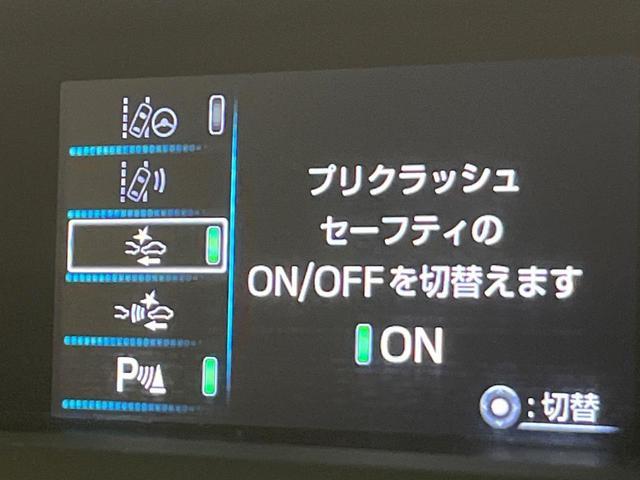 プリクラッシュ
セーフティの
ON/OFFを切替えます
ON
P
:切替